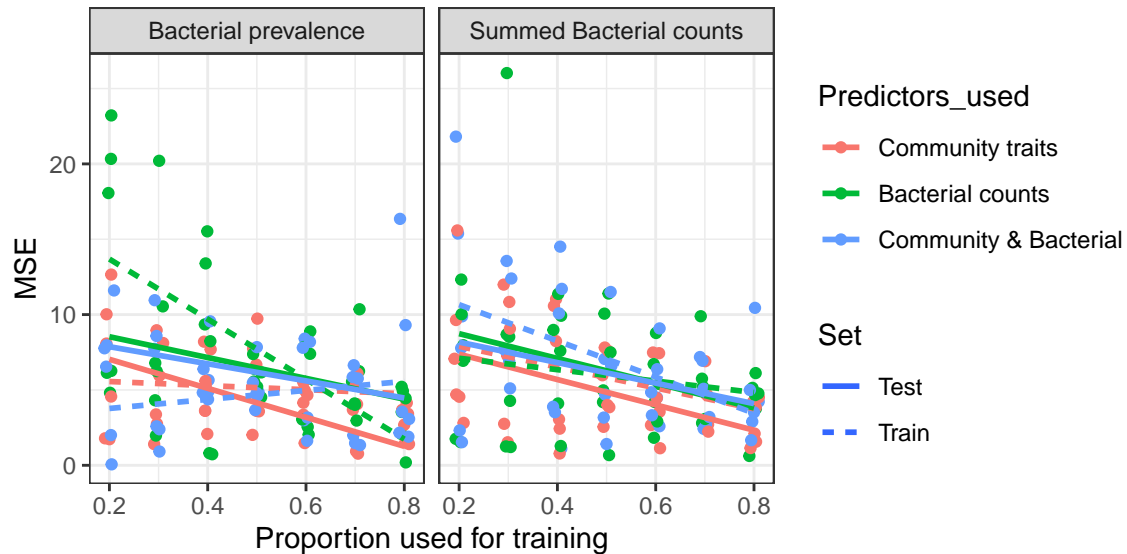 Bacterial prevalence
Summed Bacterial counts
MSE
20
10
0
0.2 0.4 0.6 0.8
0.2 0.4 0.6 0.8
Proportion used for training
Predictors_used
Community traits
Bacterial counts
Community & Bacterial
Set
Test
Train